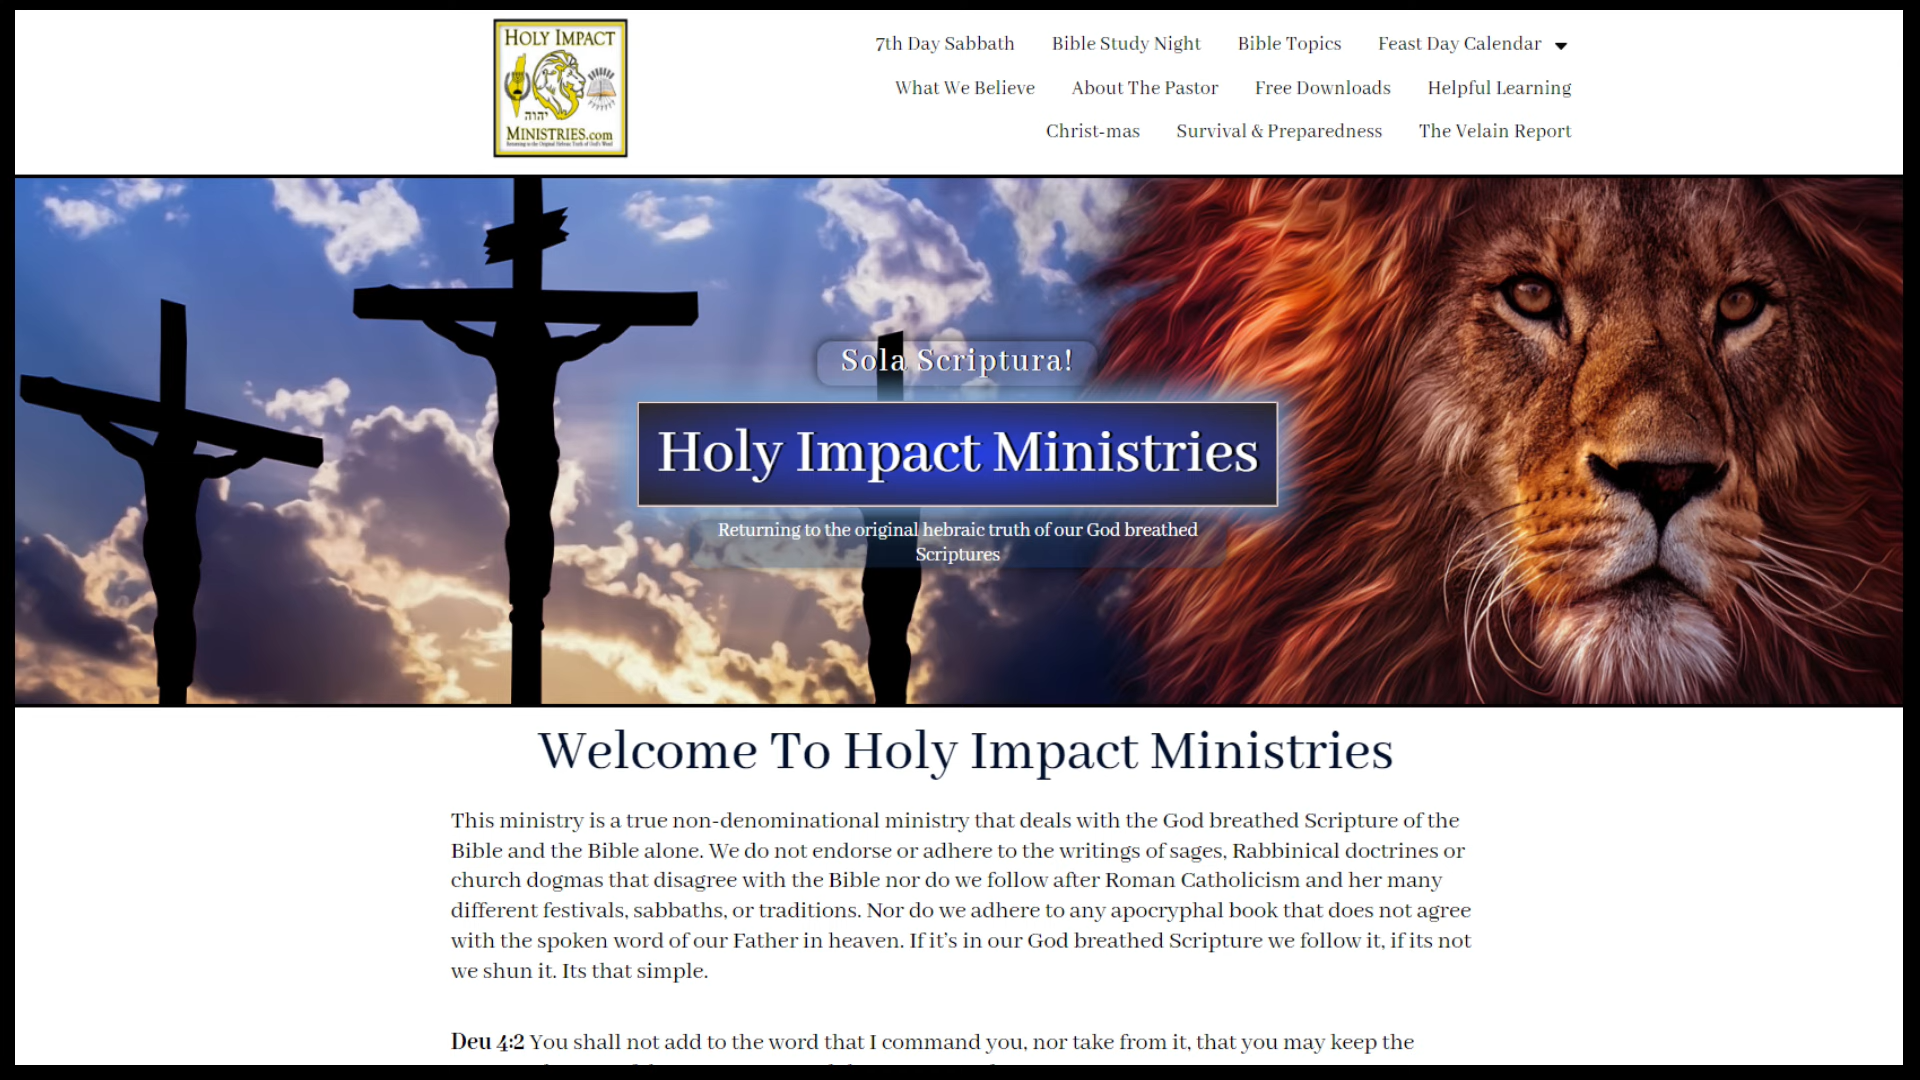 HOLY IMPACT
יהוה
MINISTRIES.com
Returning to the Original Hebraic Truth of God's Word
7th Day Sabbath Bible Study Night Bible Topics Feast Day Calendar
What We Believe About The Pastor Free Downloads Helpful Learning
Christ-mas Survival & Preparedness The Velain Report
Sola Scriptura!
Holy Impact Ministries
Returning to the original hebraic truth of our God breathed
Scriptures
Welcome To Holy Impact Ministries
This ministry is a true non-denominational ministry that deals with the God breathed Scripture of the
Bible and the Bible alone. We do not endorse or adhere to the writings of sages, Rabbinical doctrines or
church dogmas that disagree with the Bible nor do we follow after Roman Catholicism and her many
different festivals, sabbaths, or traditions. Nor do we adhere to any apocryphal book that does not agree
with the spoken word of our Father in heaven. If it’s in our God breathed Scripture we follow it, if its not
we shun it. Its that simple.
Deu 4:2 You shall not add to the word that I command you, nor take from it, that you may keep the